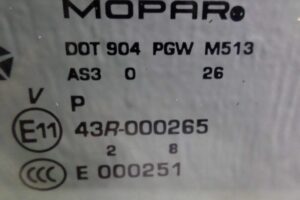 MOPAR®
DOT 904 PGW M513
AS3 0 26
V P
E11 43R-000265
2 8
CCC E 000251